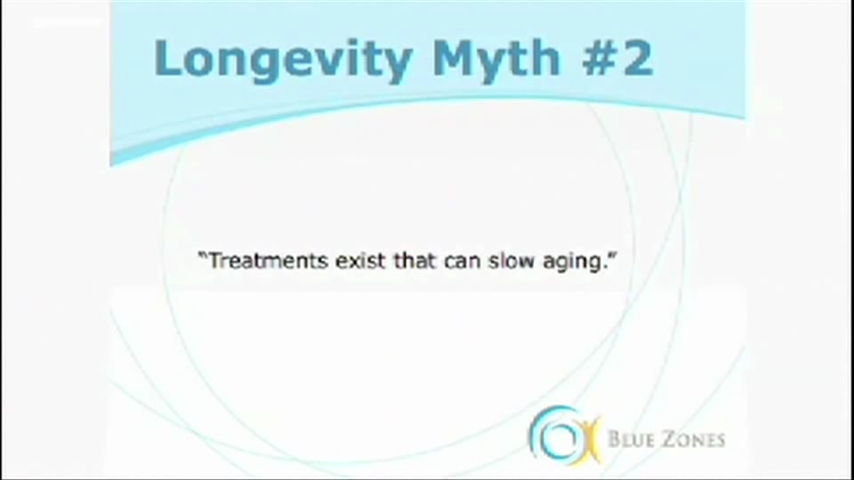 Longevity Myth #2
“Treatments exist that can slow aging.”
BLUE ZONES